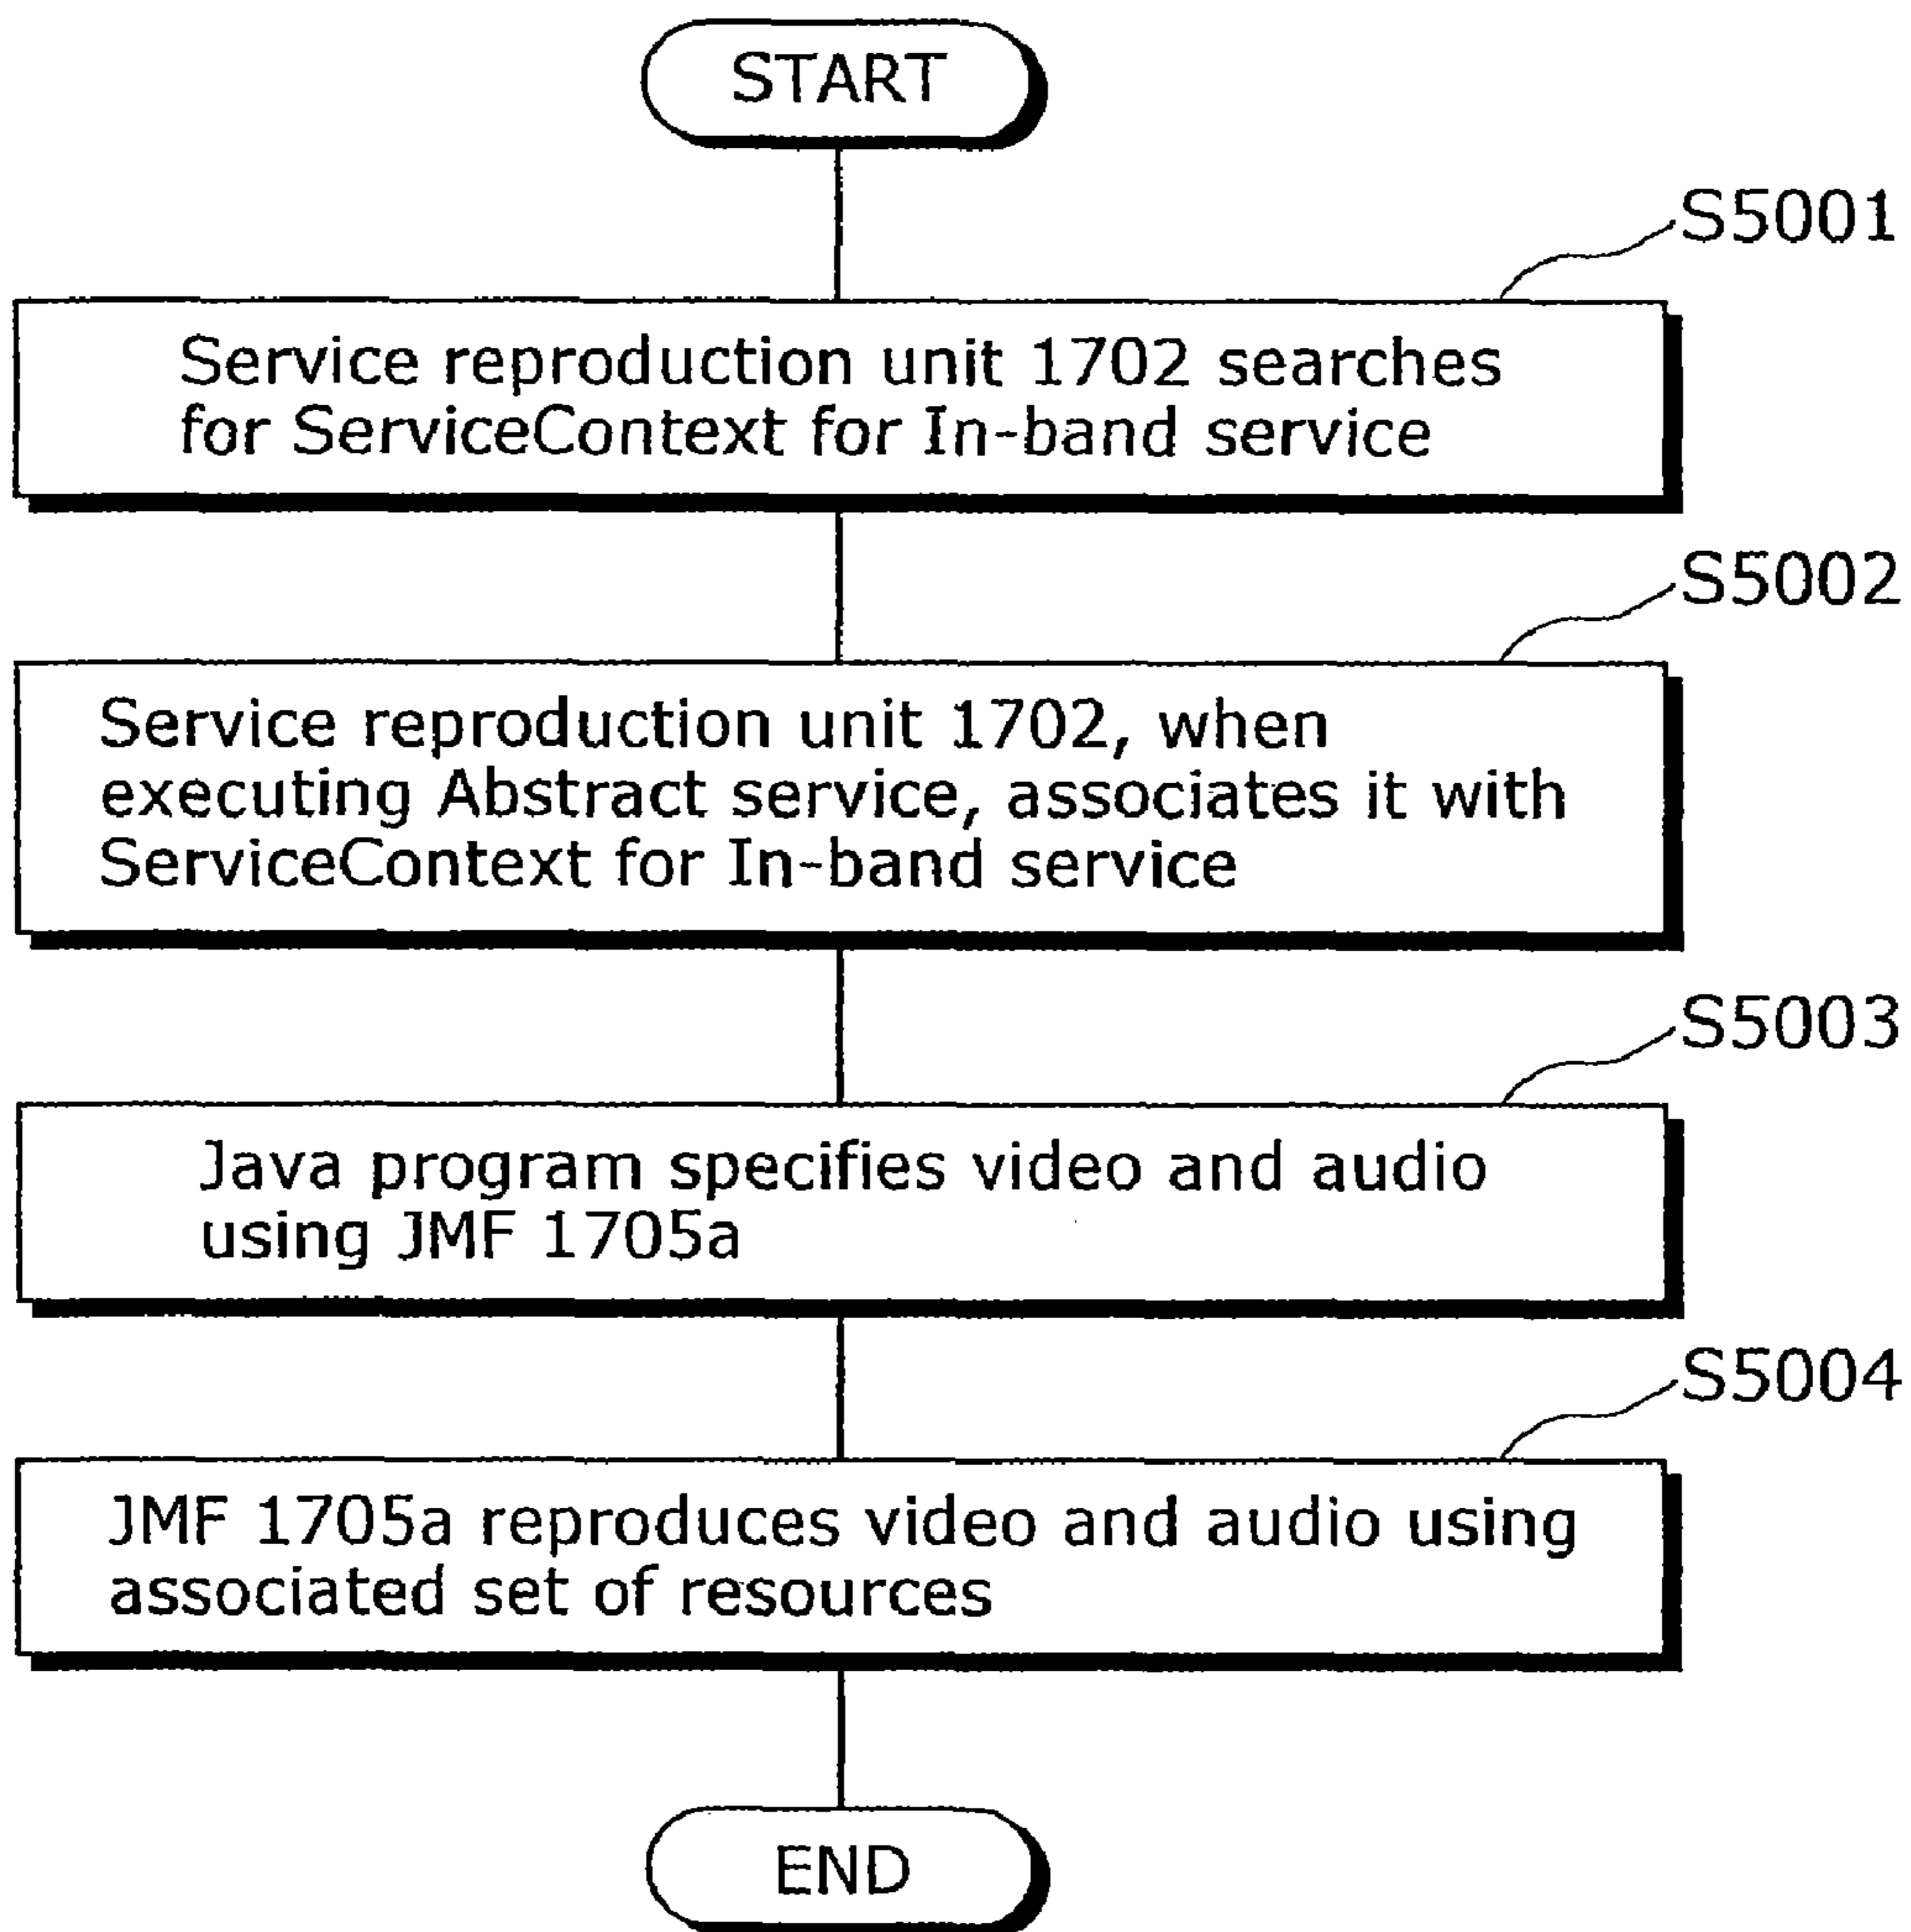 START
S5001
Service reproduction unit 1702 searches
for ServiceContext for In-band service
S5002
Service reproduction unit 1702, when
executing Abstract service, associates it with
ServiceContext for In-band service
S5003
Java program specifies video and audio
using JMF 1705a
S5004
JMF 1705a reproduces video and audio using
associated set of resources
END